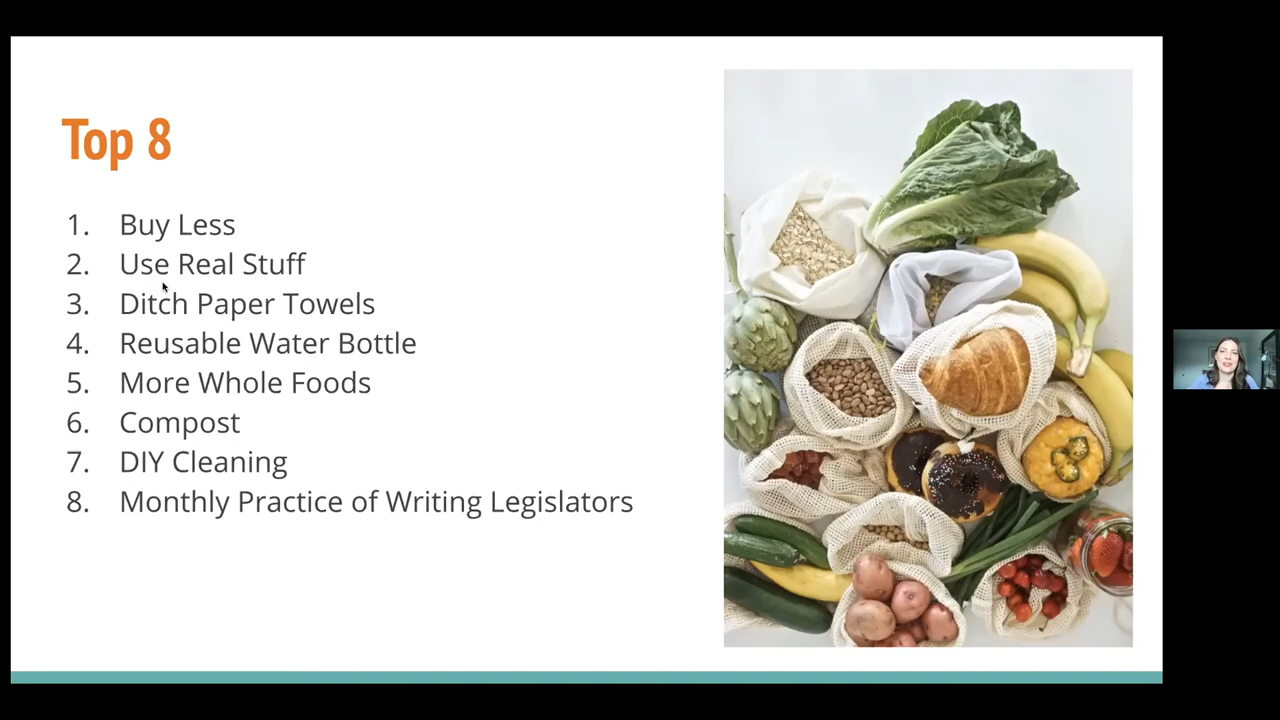 Top 8
1. Buy Less
2. Use Real Stuff
3. Ditch Paper Towels
4. Reusable Water Bottle
5. More Whole Foods
6. Compost
7. DIY Cleaning
8. Monthly Practice of Writing Legislators